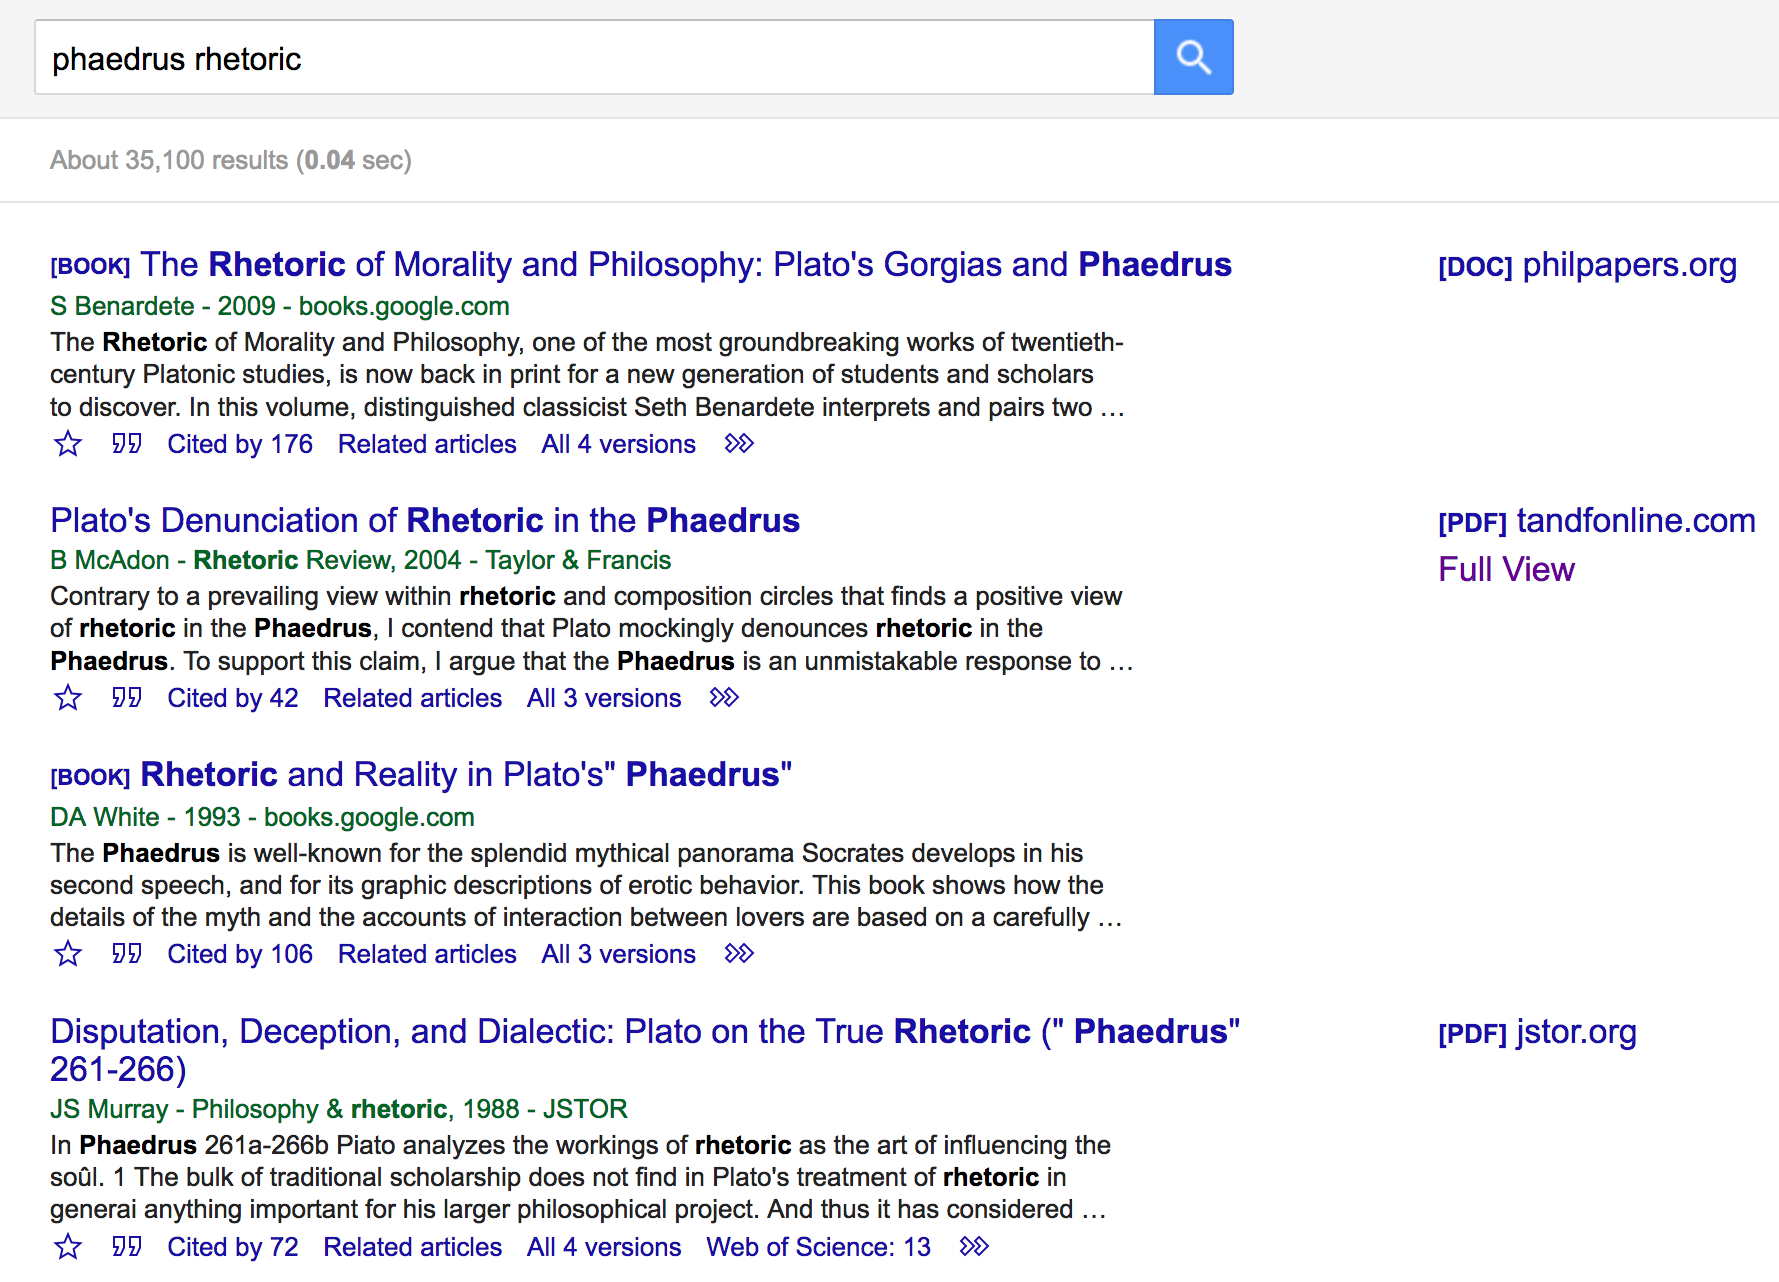 phaedrus rhetoric
About 35,100 results (0.04 sec)
[BOOK] The Rhetoric of Morality and Philosophy: Plato's Gorgias and Phaedrus
[DOC] philpapers.org
S Benardete - 2009 - books.google.com
The Rhetoric of Morality and Philosophy, one of the most groundbreaking works of twentieth-
century Platonic studies, is now back in print for a new generation of students and scholars
to discover. In this volume, distinguished classicist Seth Benardete interprets and pairs two …
Cited by 176 Related articles All 4 versions
Plato's Denunciation of Rhetoric in the Phaedrus
[PDF] tandfonline.com
B McAdon - Rhetoric Review, 2004 - Taylor & Francis
Full View
Contrary to a prevailing view within rhetoric and composition circles that finds a positive view
of rhetoric in the Phaedrus, I contend that Plato mockingly denounces rhetoric in the
Phaedrus. To support this claim, I argue that the Phaedrus is an unmistakable response to …
Cited by 42 Related articles All 3 versions
[BOOK] Rhetoric and Reality in Plato's" Phaedrus"
DA White - 1993 - books.google.com
The Phaedrus is well-known for the splendid mythical panorama Socrates develops in his
second speech, and for its graphic descriptions of erotic behavior. This book shows how the
details of the myth and the accounts of interaction between lovers are based on a carefully …
Cited by 106 Related articles All 3 versions
Disputation, Deception, and Dialectic: Plato on the True Rhetoric (" Phaedrus"
261-266)
[PDF] jstor.org
JS Murray - Philosophy & rhetoric, 1988 - JSTOR
In Phaedrus 261a-266b Piato analyzes the workings of rhetoric as the art of influencing the
soûl. 1 The bulk of traditional scholarship does not find in Plato's treatment of rhetoric in
generai anything important for his larger philosophical project. And thus it has considered …
Cited by 72 Related articles All 4 versions Web of Science: 13